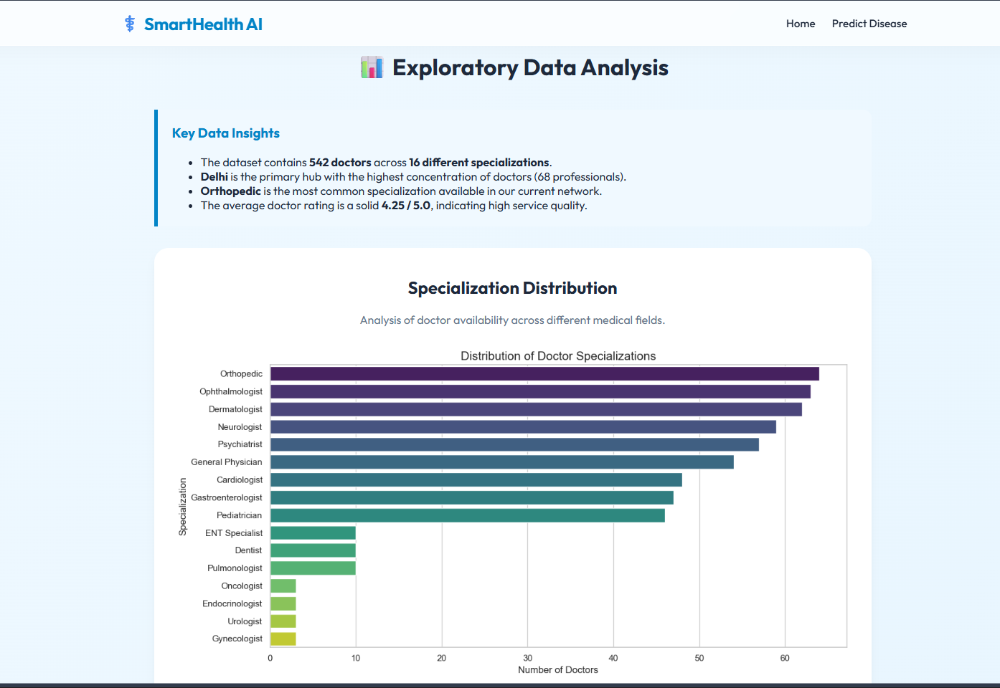 SmartHealth AI
Home
Predict Disease
Exploratory Data Analysis
Key Data Insights
The dataset contains 542 doctors across 16 different specializations.
Delhi is the primary hub with the highest concentration of doctors (68 professionals).
Orthopedic is the most common specialization available in our current network.
The average doctor rating is a solid 4.25 / 5.0, indicating high service quality.
Specialization Distribution
Analysis of doctor availability across different medical fields.
Distribution of Doctor Specializations
Specialization
Orthopedic
Ophthalmologist
Dermatologist
Neurologist
Psychiatrist
General Physician
Cardiologist
Gastroenterologist
Pediatrician
ENT Specialist
Dentist
Pulmonologist
Oncologist
Endocrinologist
Urologist
Gynecologist
0 10 20 30 40 50 60
Number of Doctors